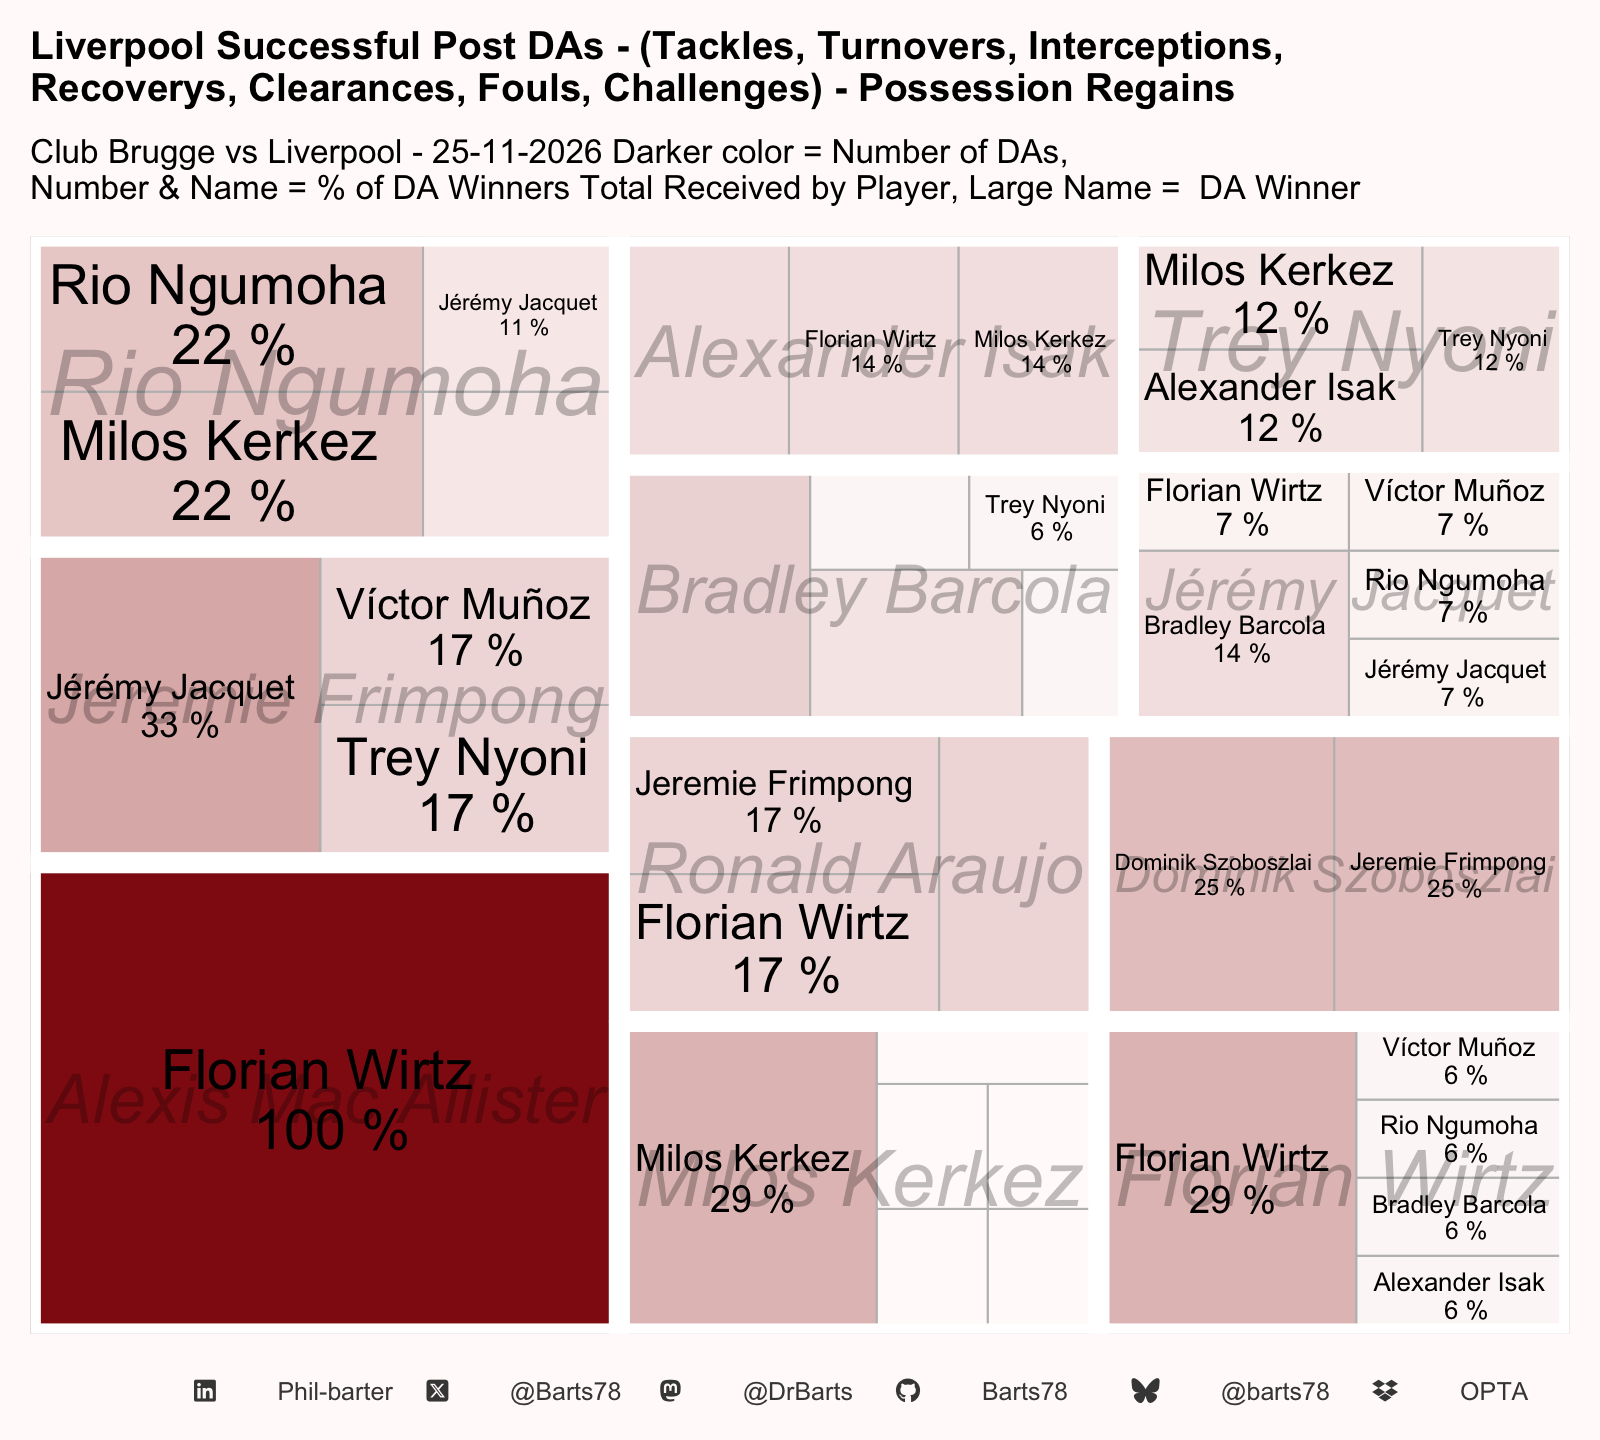 Liverpool Successful Post DAs - (Tackles, Turnovers, Interceptions,
Recoverys, Clearances, Fouls, Challenges) - Possession Regains
Club Brugge vs Liverpool - 25-11-2026 Darker color = Number of DAs,
Number & Name = % of DA Winners Total Received by Player, Large Name =  DA Winner
Rio Ngumoha
Rio Ngumoha
22 %
Jérémy Jacquet
11 %
Milos Kerkez
22 %
Alexander Isak
Florian Wirtz
14 %
Milos Kerkez
14 %
Trey Nyoni
Milos Kerkez
12 %
Trey Nyoni
12 %
Alexander Isak
12 %
Jeremie Frimpong
Jérémy Jacquet
33 %
Víctor Muñoz
17 %
Trey Nyoni
17 %
Bradley Barcola
Trey Nyoni
6 %
Jérémy Jacquet
Florian Wirtz
7 %
Víctor Muñoz
7 %
Bradley Barcola
14 %
Rio Ngumoha
7 %
Jérémy Jacquet
7 %
Ronald Araujo
Jeremie Frimpong
17 %
Florian Wirtz
17 %
Dominik Szoboszlai
Dominik Szoboszlai
25 %
Jeremie Frimpong
25 %
Alexis Mac Allister
Florian Wirtz
100 %
Milos Kerkez
Milos Kerkez
29 %
Florian Wirtz
Florian Wirtz
29 %
Víctor Muñoz
6 %
Rio Ngumoha
6 %
Bradley Barcola
6 %
Alexander Isak
6 %
Phil-barter @Barts78 @DrBarts Barts78 @barts78 OPTA